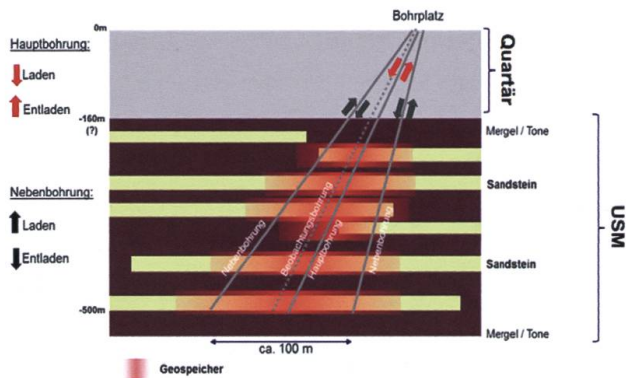 Bohrplatz
0m
Hauptbohrung:
Laden
Entladen
Quartär
-160m
(?)
Mergel / Tone
Nebenbohrung:
Laden
Entladen
Sandstein
Nebenbohrung
Beobachtungsbohrung
Hauptbohrung
Nebenbohrung
USM
Sandstein
-500m
Mergel / Tone
ca. 100 m
Geospeicher